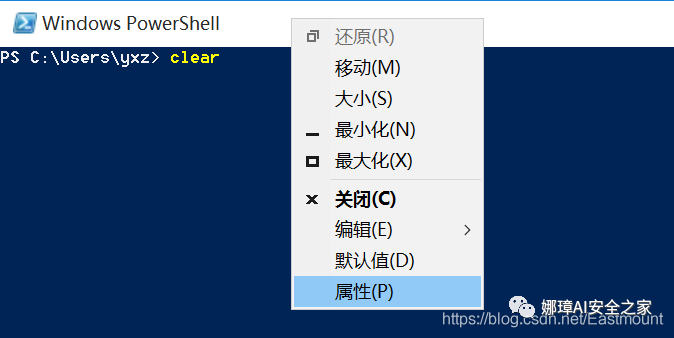 Windows PowerShell
PS C:\Users\yxz> clear
还原(R)
移动(M)
大小(S)
最小化(N)
最大化(X)
关闭(C)
编辑(E)
默认值(D)
属性(P)
娜璋AI安全之家
https://blog.csdn.net/Eastmount